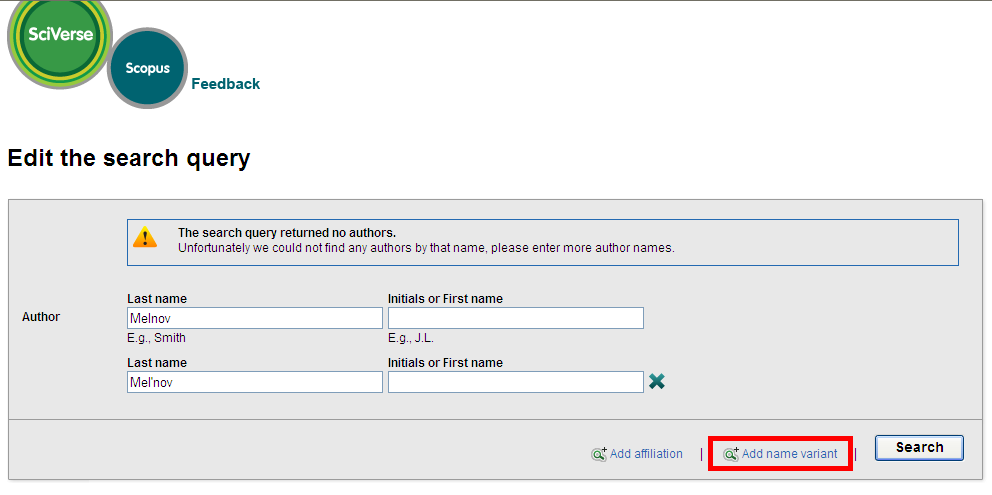 SciVerse
Scopus
Feedback
Edit the search query
The search query returned no authors.
Unfortunately we could not find any authors by that name, please enter more author names.
Author
Last name Initials or First name
Melnov
E.g., Smith E.g., J.L.
Last name Initials or First name
Mel'nov
Add affiliation | Add name variant | Search